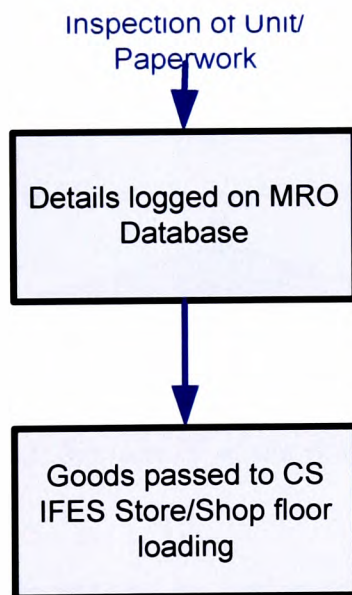 Inspection of Unit/
Paperwork
Details logged on MRO
Database
Goods passed to CS
IFES Store/Shop floor
loading